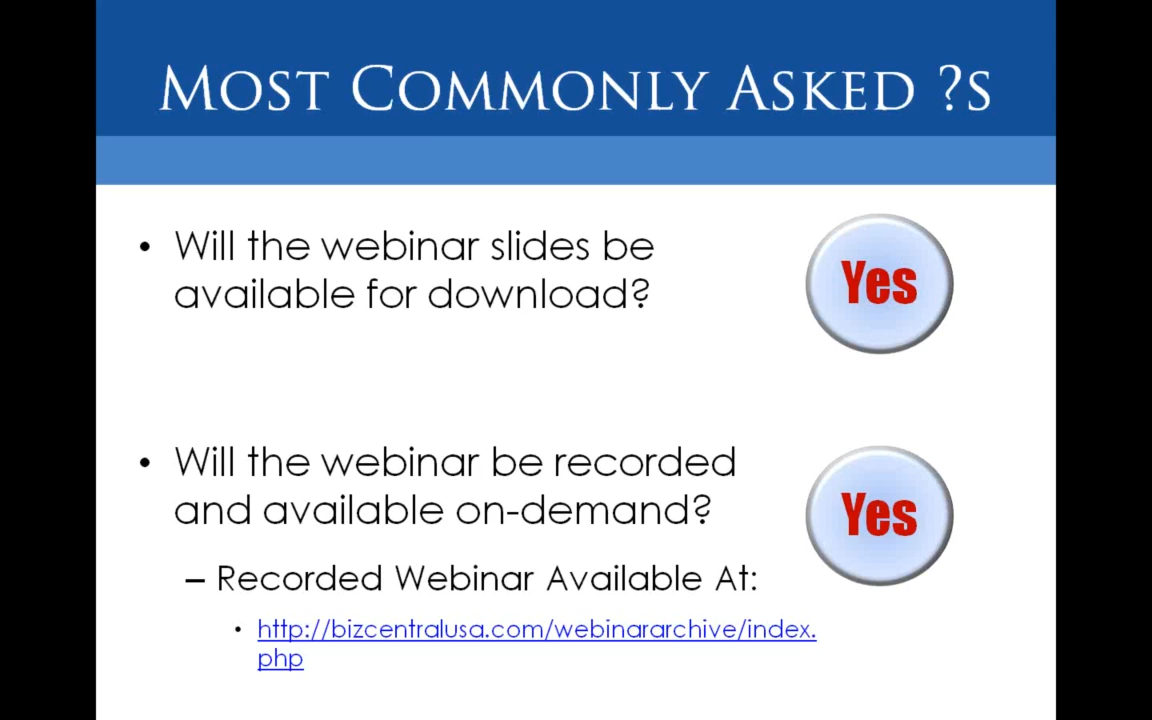 Most Commonly Asked ?s
• Will the webinar slides be
available for download?
Yes
• Will the webinar be recorded
and available on-demand?
Yes
– Recorded Webinar Available At:
• http://bizcentralusa.com/webinararchive/index.
php